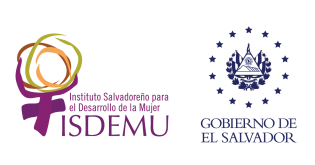 Instituto Salvadoreño para
el Desarrollo de la Mujer
ISDEMU
GOBIERNO DE
EL SALVADOR